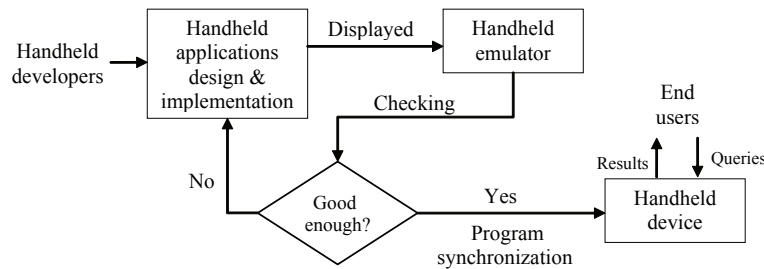 Handheld
developers
Handheld
applications
design &
implementation
Displayed
Handheld
emulator
Checking
Good
enough?
No
Yes
Program
synchronization
End
users
Results
Queries
Handheld
device